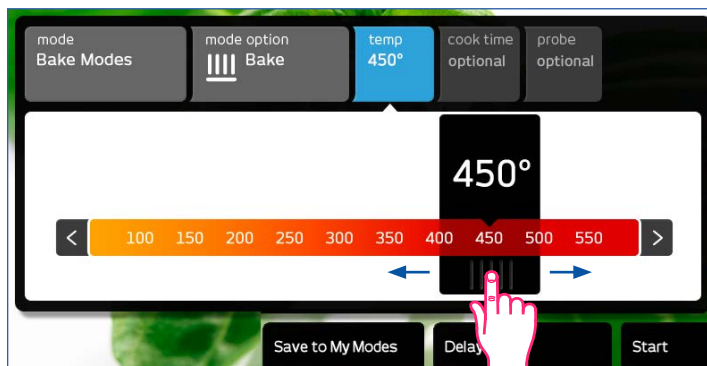 mode
Bake Modes
mode option
Bake
temp
450°
cook time
optional
probe
optional
450°
< 100 150 200 250 300 350 400 450 500 550 >
Save to My Modes
Delay
Start